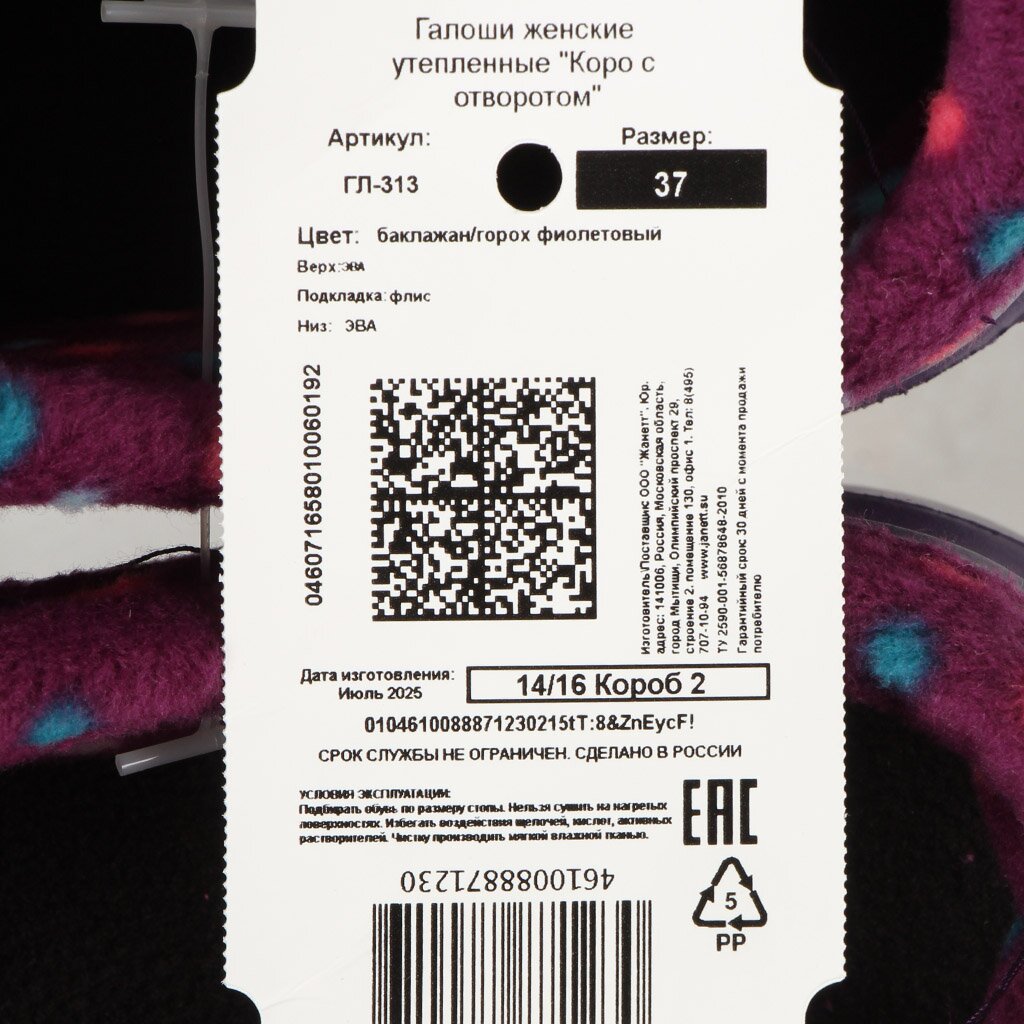 Галоши женские
утепленные "Коро с
отворотом"
Артикул:
ГЛ-313
Размер:
37
Цвет: баклажан/горох фиолетовый
Верх: ЭВА
Подкладка: флис
Низ: ЭВА
04607165801006019​2
Изготовитель\Поставщик: ООО "Жанетт". Юр.
адрес: 141006, Россия, Московская область,
город Мытищи, Олимпийский проспект 29,
строение 2. помещение 130, офис 1. Тел: 8(495)
707-10-94 www.janett.su
ТУ 2590-001-56878648-2010
Гарантийный срок: 30 дней с момента продажи
потребителю
Дата изготовления:
Июль 2025
14/16 Короб 2
0104610088871230215tT:8&ZnEycF!
СРОК СЛУЖБЫ НЕ ОГРАНИЧЕН. СДЕЛАНО В РОССИИ
УСЛОВИЯ ЭКСПЛУАТАЦИИ:
Подбирать обувь по размеру стопы. Нельзя сушить на нагретых
поверхностях. Избегать воздействия щелочей, кислот, активных
растворителей. Чистку производить мягкой влажной тканью.
EAC
4610088871230
5
PP